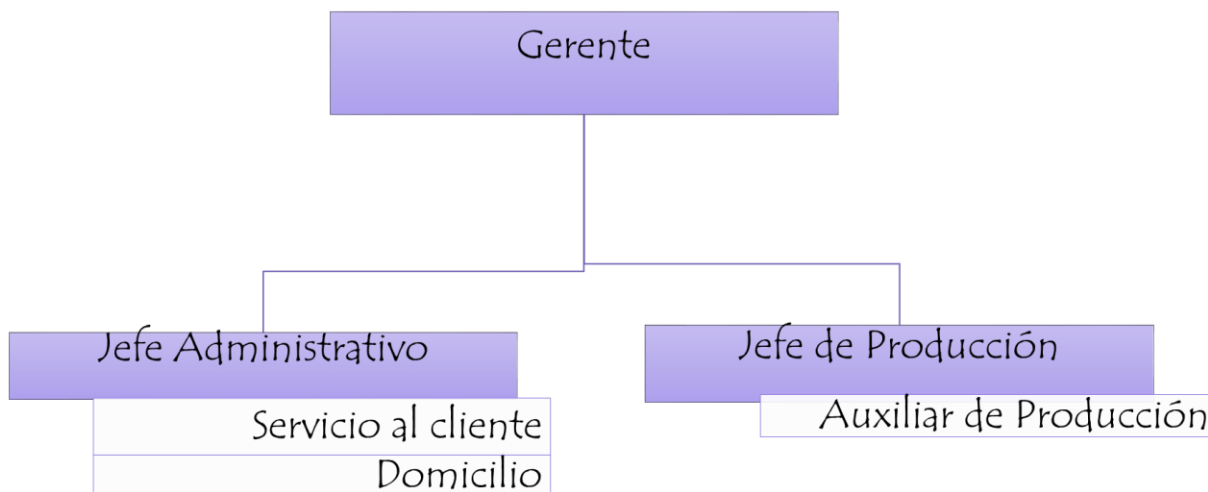 Gerente
Jefe Administrativo
Jefe de Producción
Servicio al cliente
Auxiliar de Producción
Domicilio